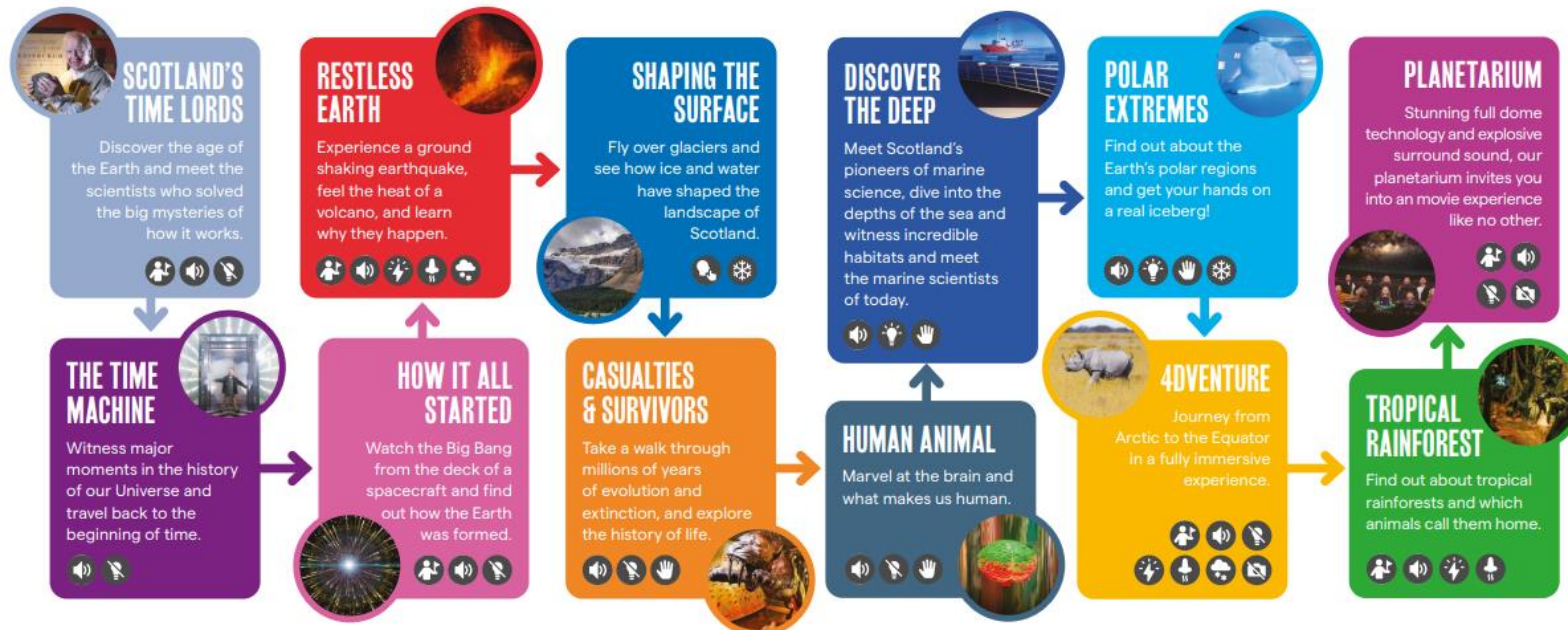 SCOTLAND'S
TIME LORDS
Discover the age of
the Earth and meet the
scientists who solved
the big mysteries of
how it works.
THE TIME
MACHINE
Witness major
moments in the history
of our Universe and
travel back to the
beginning of time.
HOW IT ALL
STARTED
Watch the Big Bang
from the deck of a
spacecraft and find
out how the Earth
was formed.
RESTLESS
EARTH
Experience a ground
shaking earthquake,
feel the heat of a
volcano, and learn
why they happen.
SHAPING THE
SURFACE
Fly over glaciers and
see how ice and water
have shaped the
landscape of
Scotland.
CASUALTIES
& SURVIVORS
Take a walk through
millions of years
of evolution and
extinction, and explore
the history of life.
HUMAN ANIMAL
Marvel at the brain and
what makes us human.
DISCOVER
THE DEEP
Meet Scotland's
pioneers of marine
science, dive into the
depths of the sea and
witness incredible
habitats and meet
the marine scientists
of today.
POLAR
EXTREMES
Find out about the
Earth's polar regions
and get your hands on
a real iceberg!
4DVENTURE
Journey from
Arctic to the Equator
in a fully immersive
experience.
TROPICAL
RAINFOREST
Find out about tropical
rainforests and which
animals call them home.
PLANETARIUM
Stunning full dome
technology and explosive
surround sound, our
planetarium invites you
into an movie experience
like no other.